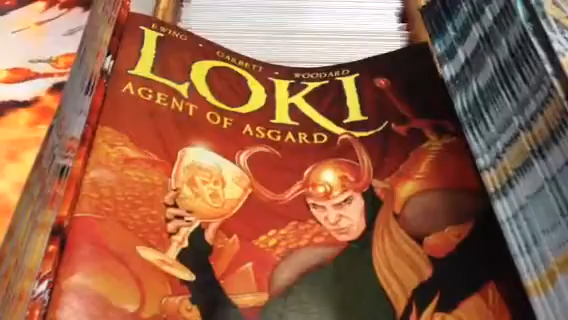 EWING • GARBETT • WOODARD
LOKI
AGENT OF ASGARD